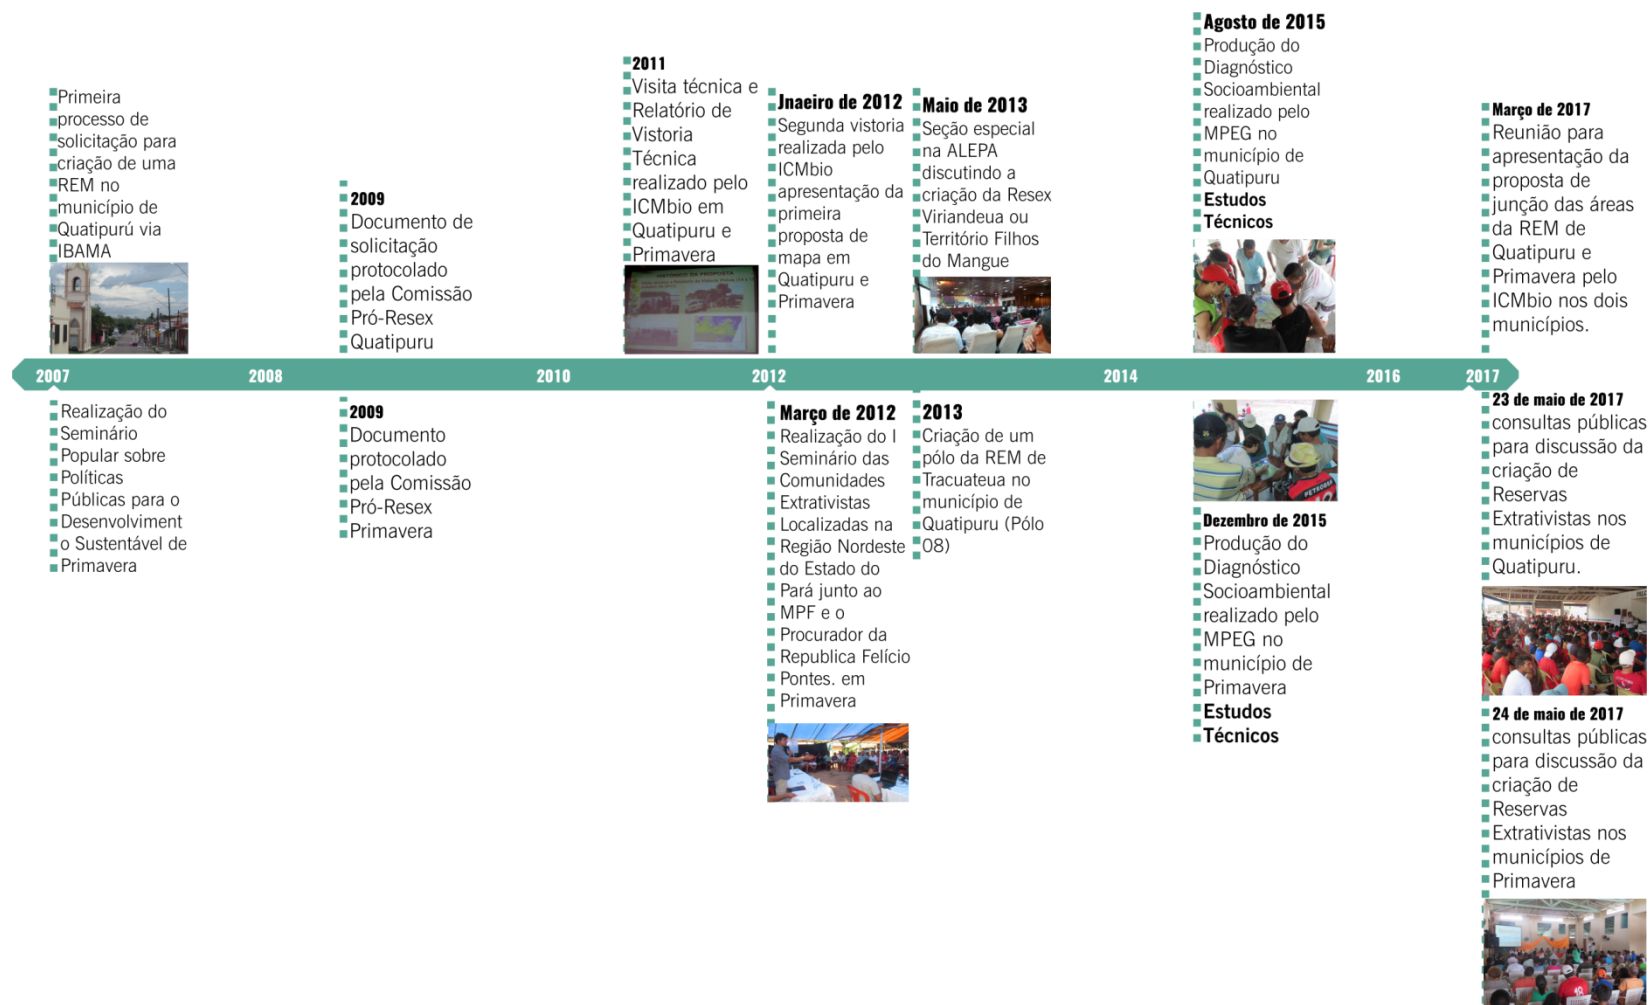 Primeira
processo de
solicitação para
criação de uma
REM no
município de
Quatipurú via
IBAMA
2009
Documento de
solicitação
protocolado
pela Comissão
Pró-Resex
Quatipuru
2011
Visita técnica e
Relatório de
Vistoria
Técnica
realizado pelo
ICMbio em
Quatipuru e
Primavera
HISTÓRICO DA PROPOSTA
Jnaeiro de 2012
Segunda vistoria
realizada pelo
ICMbio
apresentação da
primeira
proposta de
mapa em
Quatipuru e
Primavera
Maio de 2013
Seção especial
na ALEPA
discutindo a
criação da Resex
Viriandeua ou
Território Filhos
do Mangue
Agosto de 2015
Produção do
Diagnóstico
Socioambiental
realizado pelo
MPEG no
município de
Quatipuru
Estudos
Técnicos
Março de 2017
Reunião para
apresentação da
proposta de
junção das áreas
da REM de
Quatipuru e
Primavera pelo
ICMbio nos dois
municípios.
2007 2008 2010 2012 2014 2016 2017
Realização do
Seminário
Popular sobre
Políticas
Públicas para o
Desenvolviment
o Sustentável de
Primavera
2009
Documento
protocolado
pela Comissão
Pró-Resex
Primavera
Março de 2012
Realização do I
Seminário das
Comunidades
Extrativistas
Localizadas na
Região Nordeste
do Estado do
Pará junto ao
MPF e o
Procurador da
Republica Felício
Pontes. em
Primavera
2013
Criação de um
pólo da REM de
Tracuateua no
município de
Quatipuru (Pólo
08)
PETROBRAS
Dezembro de 2015
Produção do
Diagnóstico
Socioambiental
realizado pelo
MPEG no
município de
Primavera
Estudos
Técnicos
23 de maio de 2017
consultas públicas
para discussão da
criação de
Reservas
Extrativistas nos
municípios de
Quatipuru.
24 de maio de 2017
consultas públicas
para discussão da
criação de
Reservas
Extrativistas nos
municípios de
Primavera